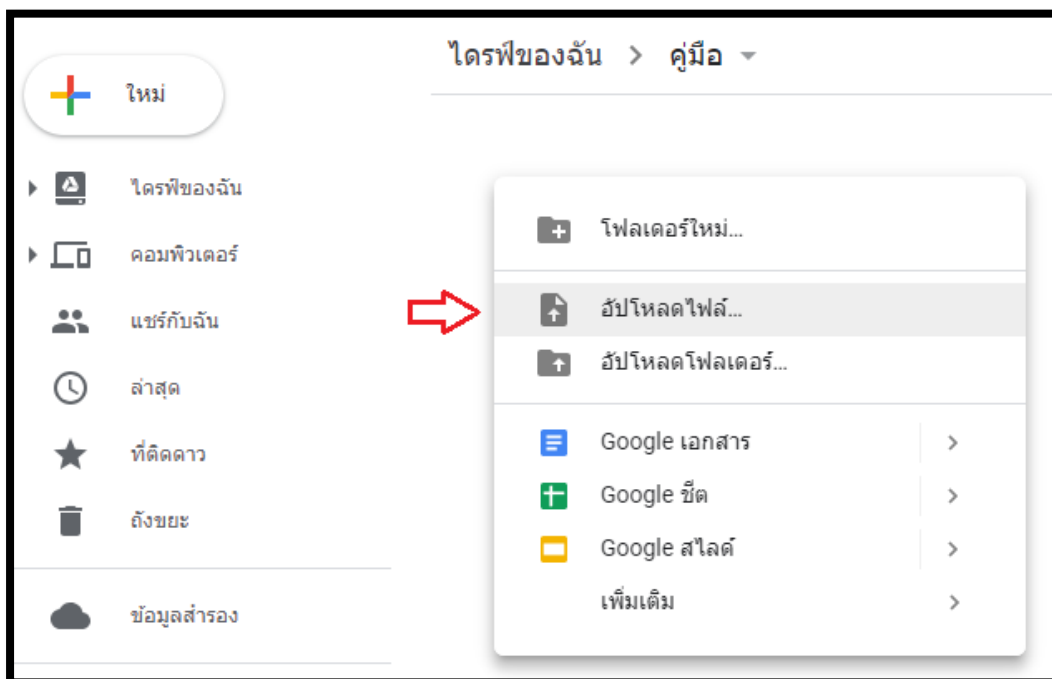 ไดรฟ์ของฉัน > คู่มือ
ใหม่
ไดรฟ์ของฉัน
คอมพิวเตอร์
แชร์กับฉัน
ล่าสุด
ที่ติดดาว
ถังขยะ
ข้อมูลสำรอง
โฟลเดอร์ใหม่...
อัปโหลดไฟล์...
อัปโหลดโฟลเดอร์...
Google เอกสาร
Google ชีต
Google สไลด์
เพิ่มเติม